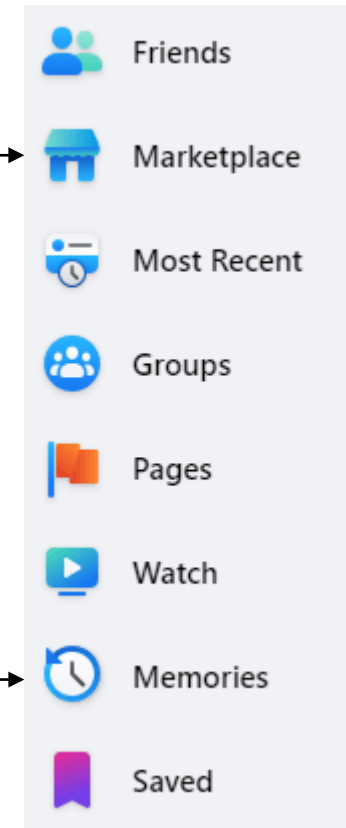 Friends
Marketplace
Most Recent
Groups
Pages
Watch
Memories
Saved